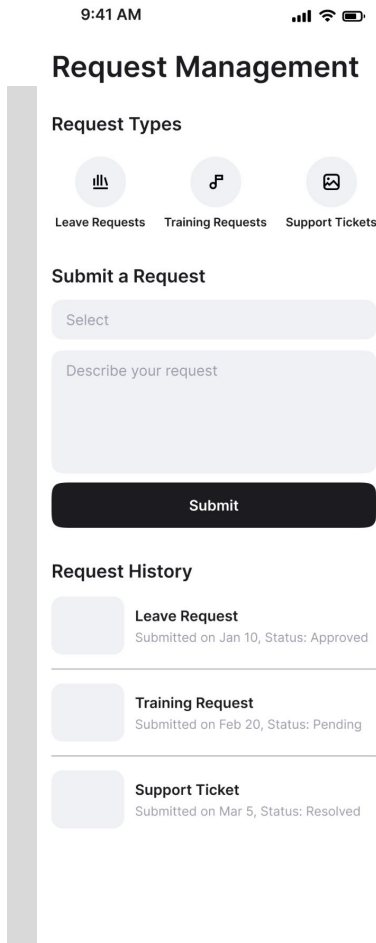 9:41 AM
Request Management
Request Types
Leave Requests Training Requests Support Tickets
Submit a Request
Select
Describe your request
Submit
Request History
Leave Request
Submitted on Jan 10, Status: Approved
Training Request
Submitted on Feb 20, Status: Pending
Support Ticket
Submitted on Mar 5, Status: Resolved